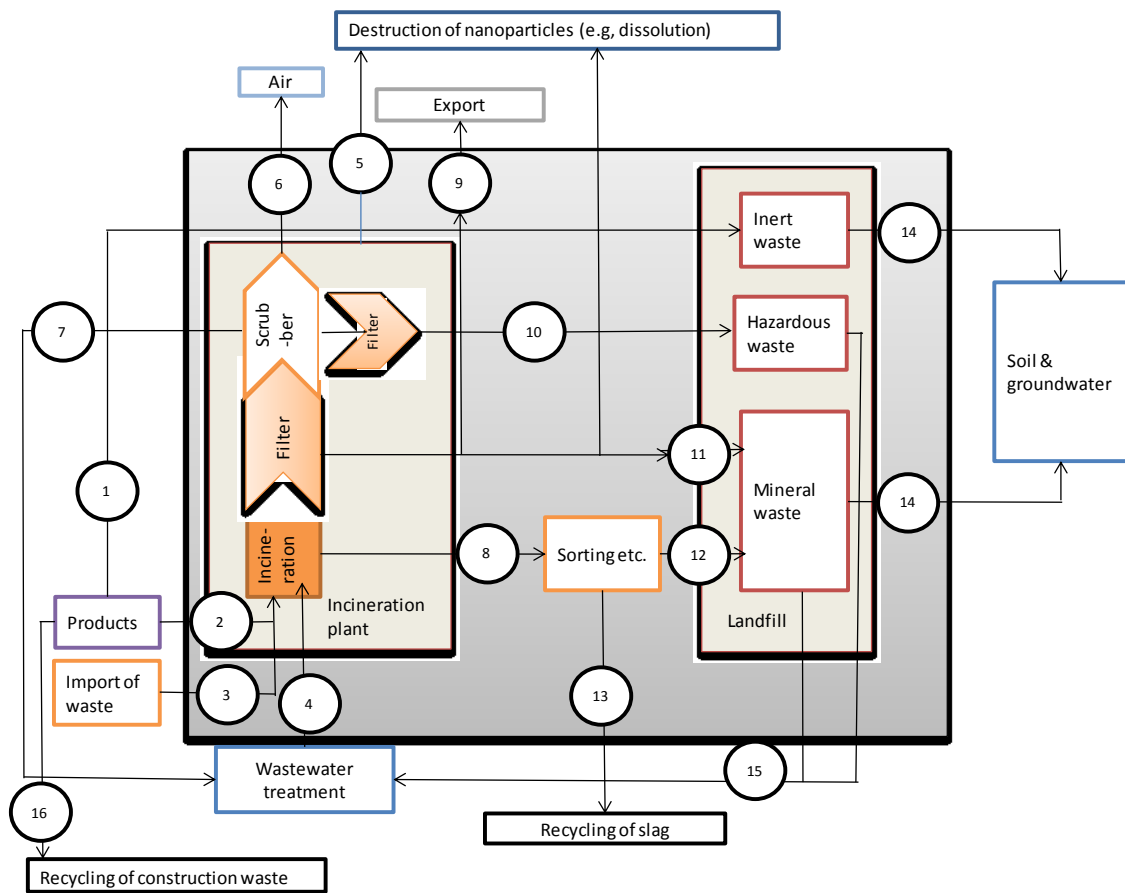 Destruction of nanoparticles (e.g, dissolution)
Air
Export
5
6
9
Inert
waste
14
Scrub
-ber
Filter
7
10
Hazardous
waste
Soil &
groundwater
Filter
11
1
Mineral
waste
14
Incine-
ration
8
Sorting etc.
12
Incineration
plant
Landfill
Products
2
Import of
waste
3
4
13
Wastewater
treatment
15
16
Recycling of slag
Recycling of construction waste